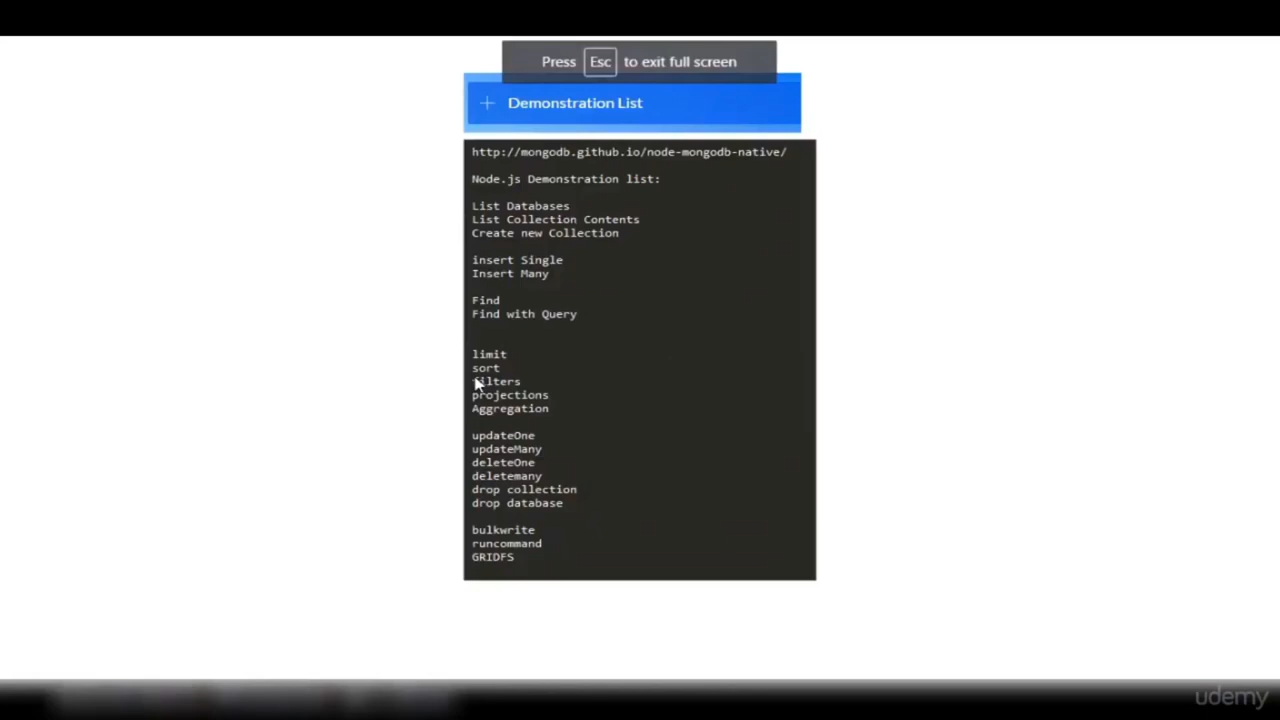 Press Esc to exit full screen
+ Demonstration List
http://mongodb.github.io/node-mongodb-native/
Node.js Demonstration list:
List Databases
List Collection Contents
Create new Collection
insert Single
Insert Many
Find
Find with Query
limit
sort
filters
projections
Aggregation
updateOne
updateMany
deleteOne
deletemany
drop collection
drop database
bulkwrite
runcommand
GRIDFS
udemy